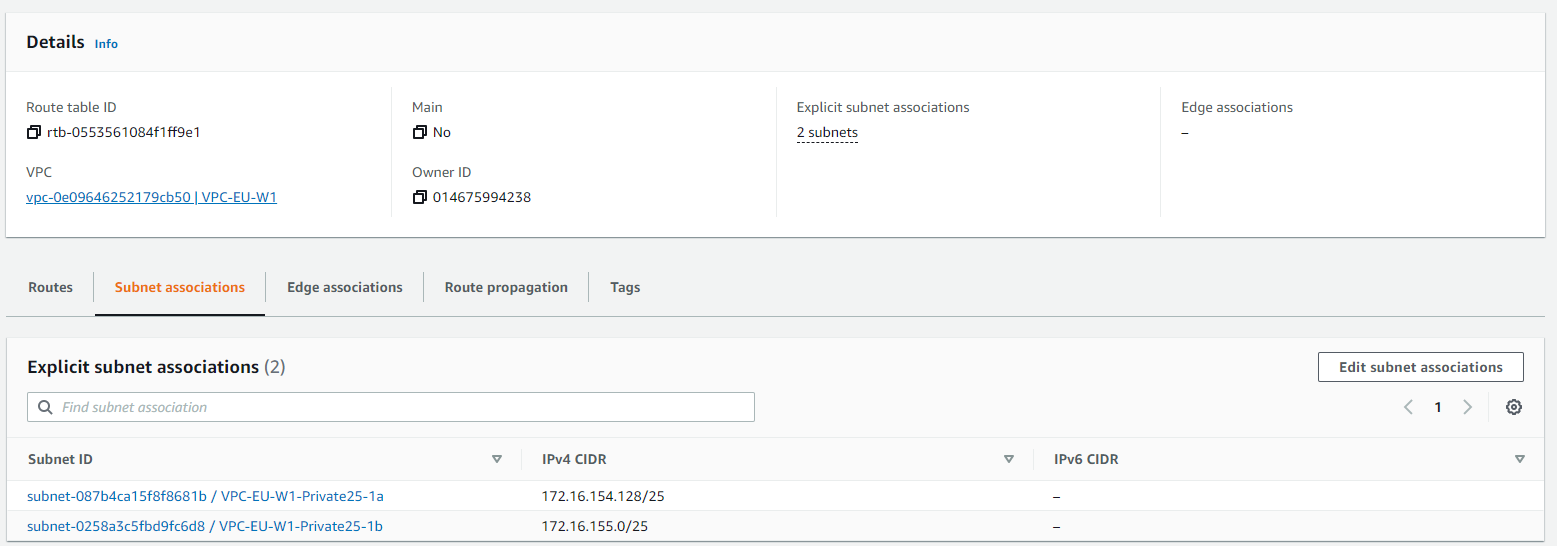 Details Info
Route table ID
rtb-0553561084f1ff9e1
Main
No
Explicit subnet associations
2 subnets
Edge associations
–
VPC
vpc-0e09646252179cb50 | VPC-EU-W1
Owner ID
014675994238
Routes Subnet associations Edge associations Route propagation Tags
Explicit subnet associations (2) Edit subnet associations
Find subnet association 1
Subnet ID IPv4 CIDR IPv6 CIDR
subnet-087b4ca15f8f8681b / VPC-EU-W1-Private25-1a 172.16.154.128/25 –
subnet-0258a3c5fbd9fc6d8 / VPC-EU-W1-Private25-1b 172.16.155.0/25 –